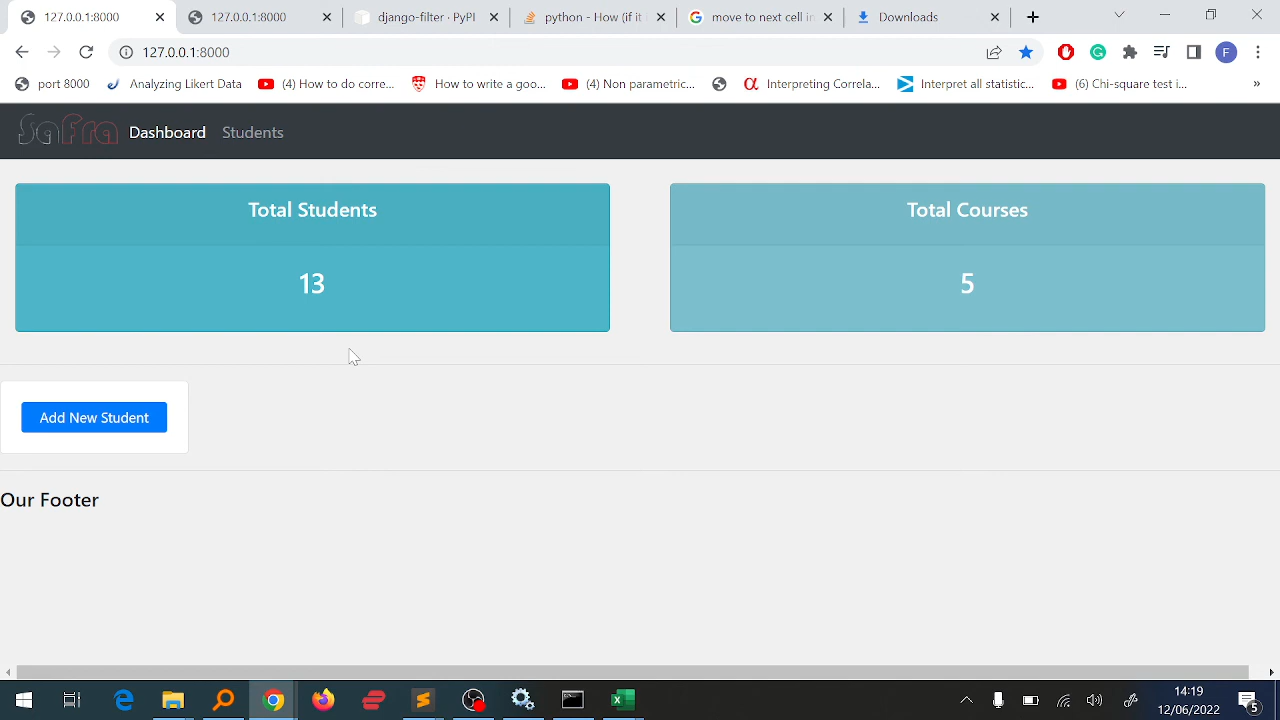 127.0.0.1:8000
127.0.0.1:8000
django-filter · PyPI
python - How (if it
move to next cell in
Downloads
127.0.0.1:8000
F
port 8000
Analyzing Likert Data
(4) How to do corre...
How to write a goo...
(4) Non parametric...
Interpreting Correla...
Interpret all statistic...
(6) Chi-square test i...
»
SaFra
Dashboard
Students
Total Students
Total Courses
13
5
Add New Student
Our Footer
14:19
12/06/2022
5